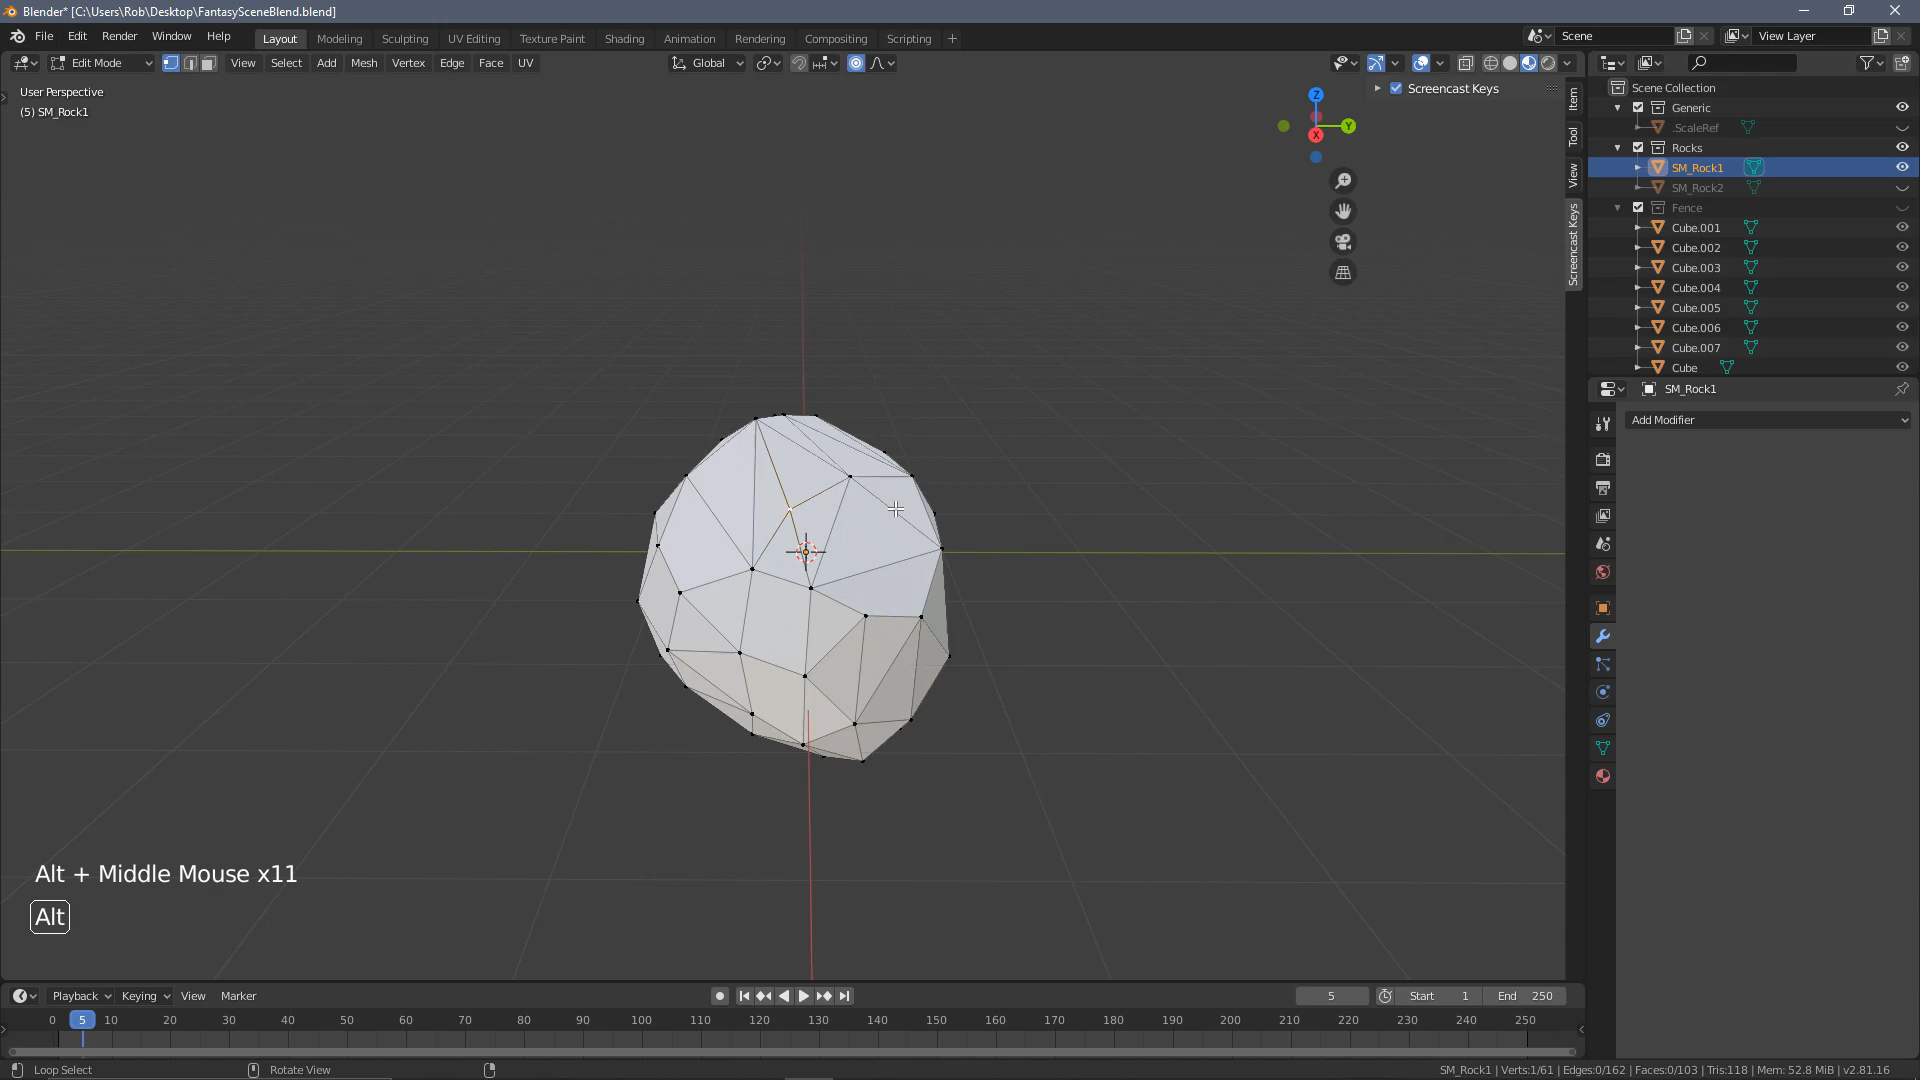 Blender* [C:\Users\Rob\Desktop\FantasySceneBlend.blend]
File Edit Render Window Help
Layout Modeling Sculpting UV Editing Texture Paint Shading Animation Rendering Compositing Scripting +
Scene
View Layer
Edit Mode
View Select Add Mesh Vertex Edge Face UV
Global
User Perspective
(5) SM_Rock1
Screencast Keys
Z
Y
X
Item
Tool
View
Screencast Keys
Scene Collection
Generic
.ScaleRef
Rocks
SM_Rock1
SM_Rock2
Fence
Cube.001
Cube.002
Cube.003
Cube.004
Cube.005
Cube.006
Cube.007
Cube
SM_Rock1
Add Modifier
Alt + Middle Mouse x11
Alt
Playback Keying View Marker
5
Start 1 End 250
0 5 10 20 30 40 50 60 70 80 90 100 110 120 130 140 150 160 170 180 190 200 210 220 230 240 250
Loop Select
Rotate View
SM_Rock1 | Verts:1/61 | Edges:0/162 | Faces:0/103 | Tris:118 | Mem: 52.8 MiB | v2.81.16